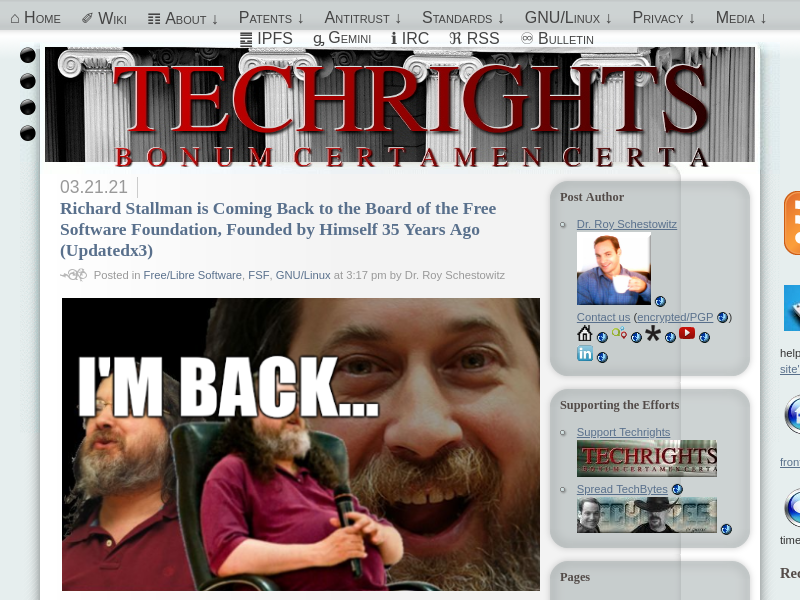 ⌂ Home ✐ Wiki ䷖ About ↓ Patents ↓ Antitrust ↓ Standards ↓ GNU/Linux ↓ Privacy ↓ Media ↓
䷓ IPFS Gemini ℹ IRC ℜ RSS ♾ Bulletin
TECHRIGHTS
BONUM CERTAMEN CERTA
03.21.21
Richard Stallman is Coming Back to the Board of the Free
Software Foundation, Founded by Himself 35 Years Ago
(Updatedx3)
Posted in Free/Libre Software, FSF, GNU/Linux at 3:17 pm by Dr. Roy Schestowitz
I'M BACK...
Post Author
Dr. Roy Schestowitz
Contact us (encrypted/PGP )
in
Supporting the Efforts
Support Techrights
TECHRIGHTS
BONUM CERTAMEN CERTA
Spread TechBytes
Pages
help
site'
fron
time
Rec